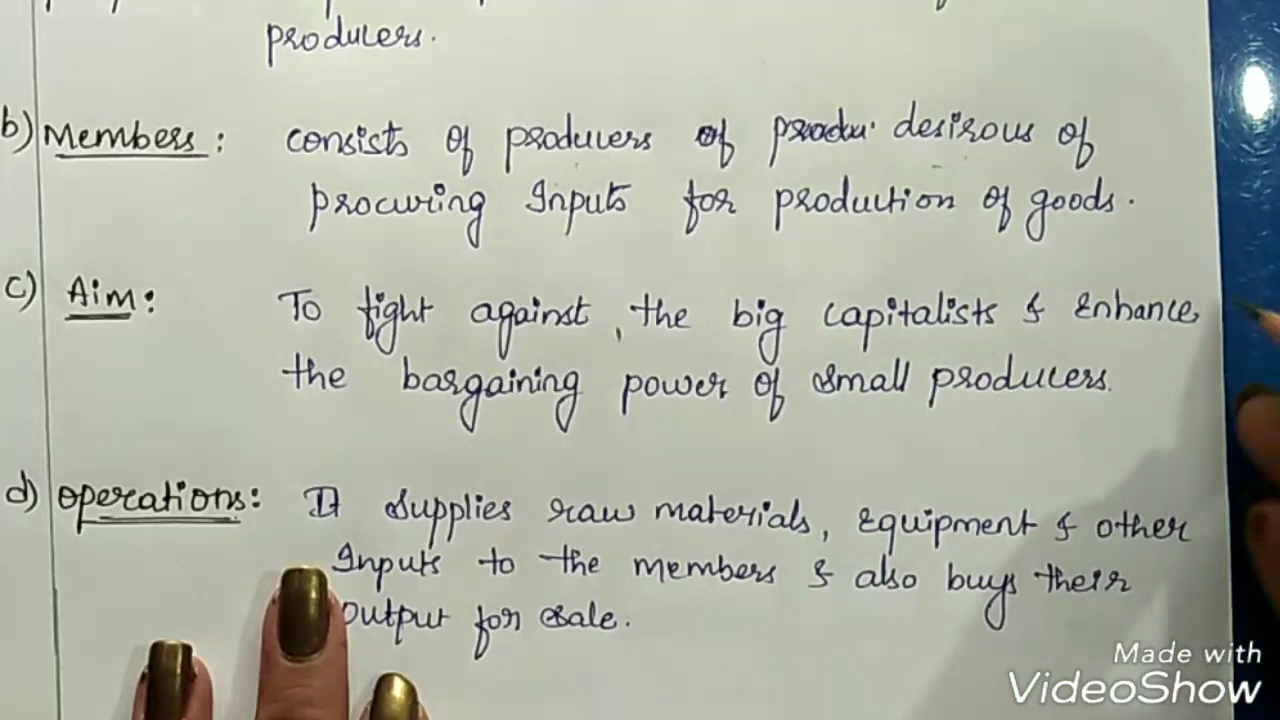 producers.
b) Members: consists of producers of produ. desirous of
procuring Inputs for production of goods.
c) Aim: To fight against, the big capitalists & Enhance
the bargaining power of small producers.
d) Operations: It supplies raw materials, equipment & other
Inputs to the members & also buys their
output for sale.
Made with
VideoShow